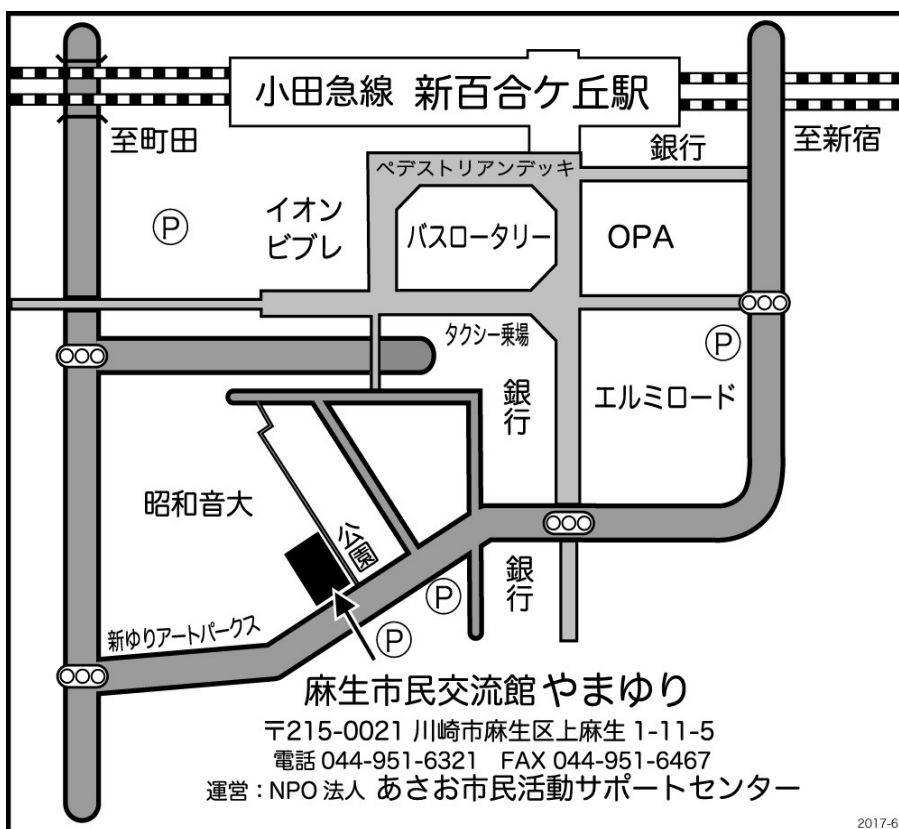 小田急線 新百合ケ丘駅
至町田
至新宿
銀行
ペデストリアンデッキ
イオン
ビブレ
バスロータリー
OPA
Ⓟ
タクシー乗場
Ⓟ
銀行
エルミロード
昭和音大
公園
銀行
Ⓟ
新ゆりアートパークス
Ⓟ
麻生市民交流館 やまゆり
〒215-0021 川崎市麻生区上麻生 1-11-5
電話 044-951-6321 FAX 044-951-6467
運営：NPO 法人 あさお市民活動サポートセンター
2017-6